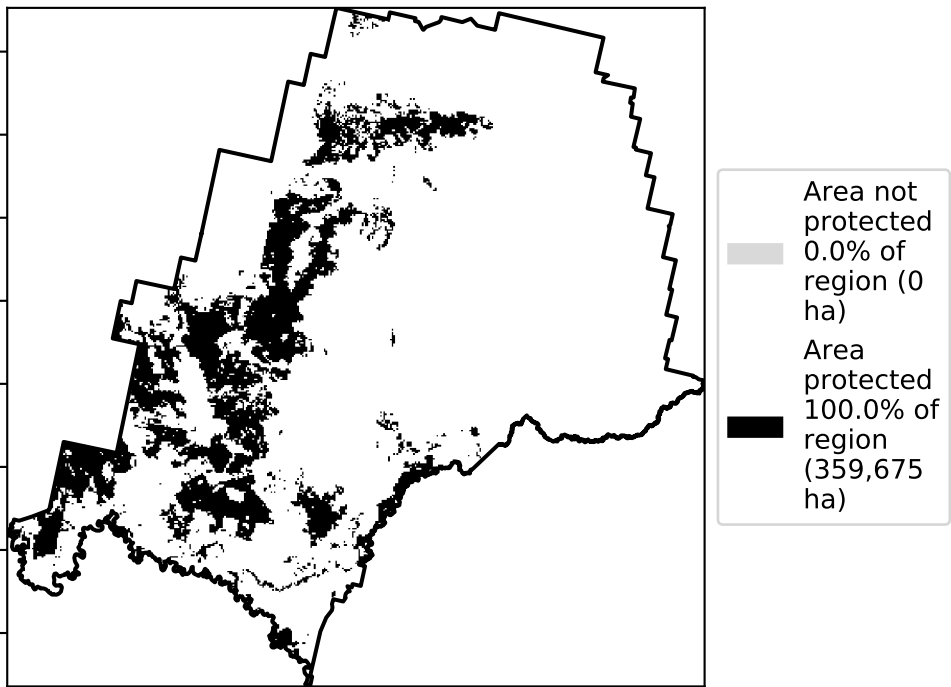 Area not
protected
0.0% of
region (0
ha)
Area
protected
100.0% of
region
(359,675
ha)